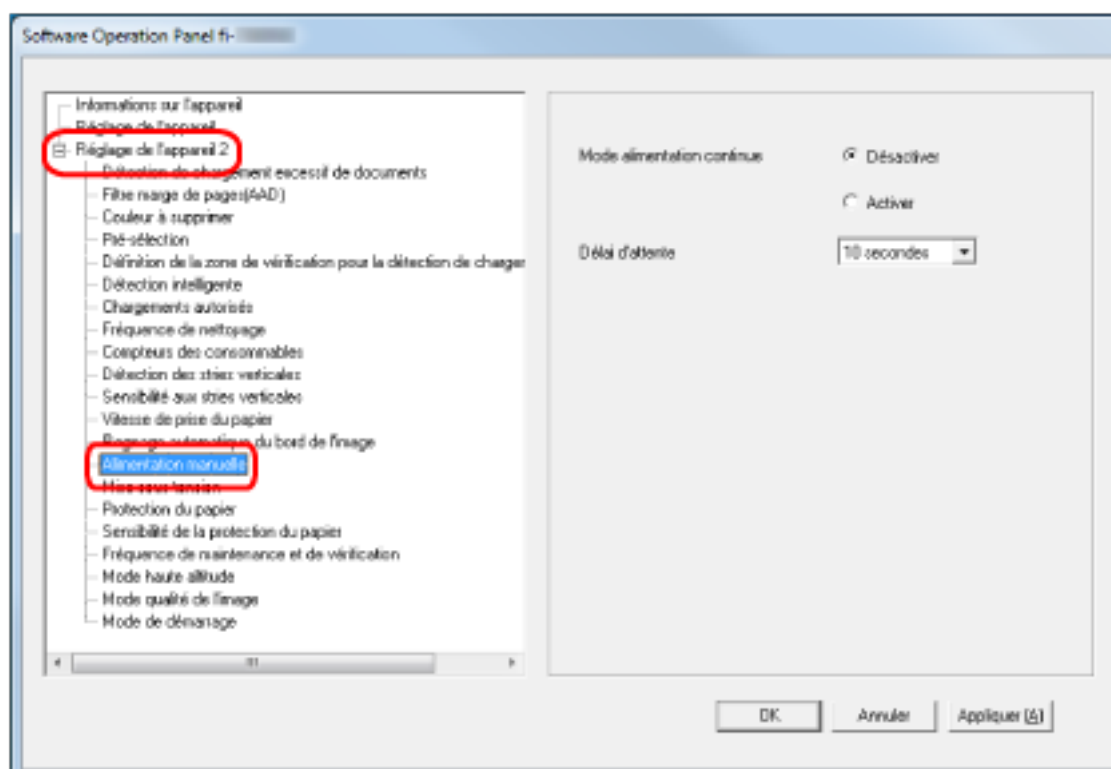 Software Operation Panel fi-
Informations sur l'appareil
Réglage de l'appareil
Réglage de l'appareil 2
Détection de chargement excessif de documents
Filtre marge de pages(AAD)
Couleur à supprimer
Pré-sélection
Définition de la zone de vérification pour la détection de charger
Détection intelligente
Chargements autorisés
Fréquence de nettoyage
Compteurs des consommables
Détection des stries verticales
Sensibilité aux stries verticales
Vitesse de prise du papier
Rognage automatique du bord de l'image
Alimentation manuelle
Mise sous tension
Protection du papier
Sensibilité de la protection du papier
Fréquence de maintenance et de vérification
Mode haute altitude
Mode qualité de l'image
Mode de démarrage
Mode alimentation continue
Désactiver
Activer
Délai d'attente
10 secondes
OK
Annuler
Appliquer (A)